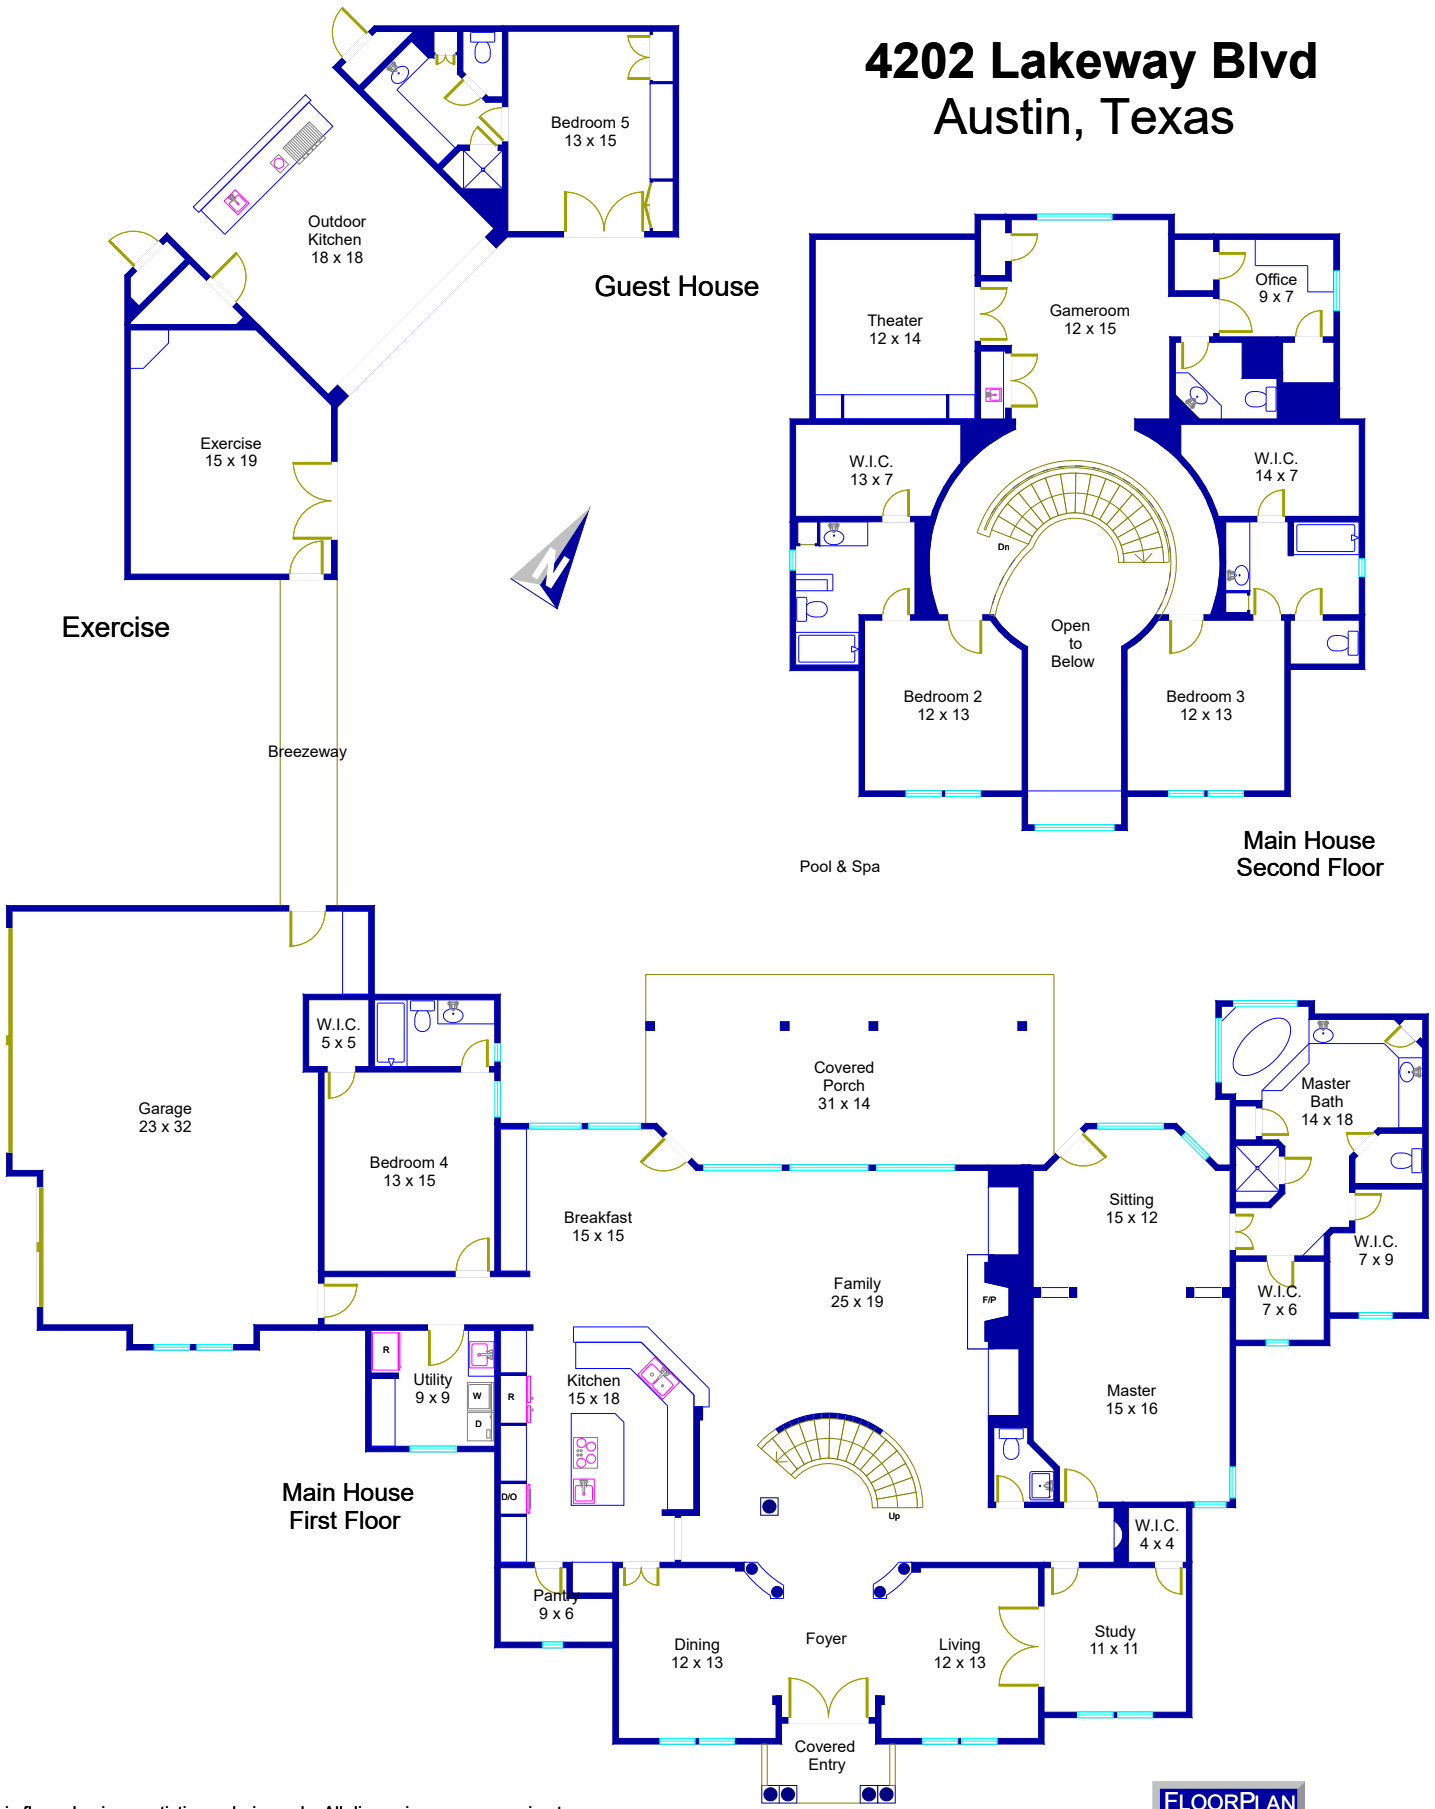 4202 Lakeway Blvd
Austin, Texas
Bedroom 5
13 x 15
Outdoor
Kitchen
18 x 18
Guest House
Exercise
15 x 19
Exercise
Breezeway
N
Theater
12 x 14
Gameroom
12 x 15
Office
9 x 7
W.I.C.
13 x 7
W.I.C.
14 x 7
Dn
Open
to
Below
Bedroom 2
12 x 13
Bedroom 3
12 x 13
Main House
Second Floor
Pool & Spa
Garage
23 x 32
W.I.C.
5 x 5
Bedroom 4
13 x 15
Covered
Porch
31 x 14
Master
Bath
14 x 18
Breakfast
15 x 15
Sitting
15 x 12
W.I.C.
7 x 9
Family
25 x 19
F/P
W.I.C.
7 x 6
R
Utility
9 x 9
W
D
R
Kitchen
15 x 18
D/O
Master
15 x 16
Main House
First Floor
Up
W.I.C.
4 x 4
Pantry
9 x 6
Dining
12 x 13
Foyer
Living
12 x 13
Study
11 x 11
Covered
Entry
FLOORPLAN